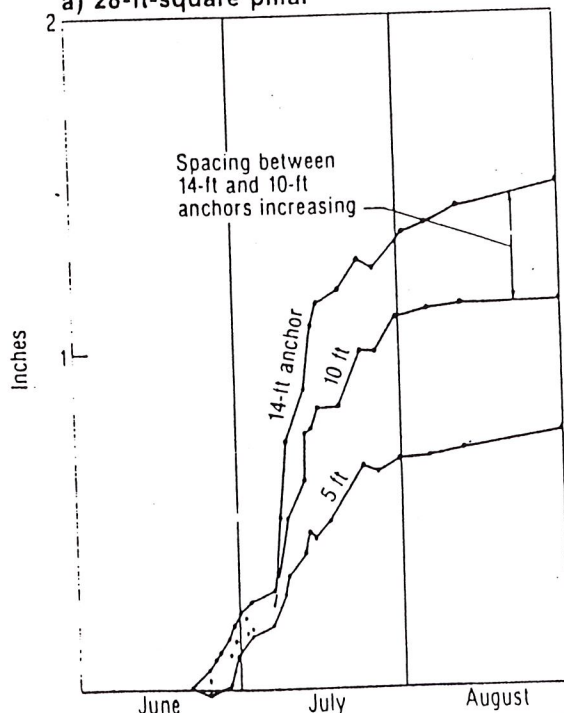 a) 28-ft-square pillar
2
Spacing between
14-ft and 10-ft
anchors increasing
Inches
1
14-ft anchor
10 ft
5 ft
June
July
August